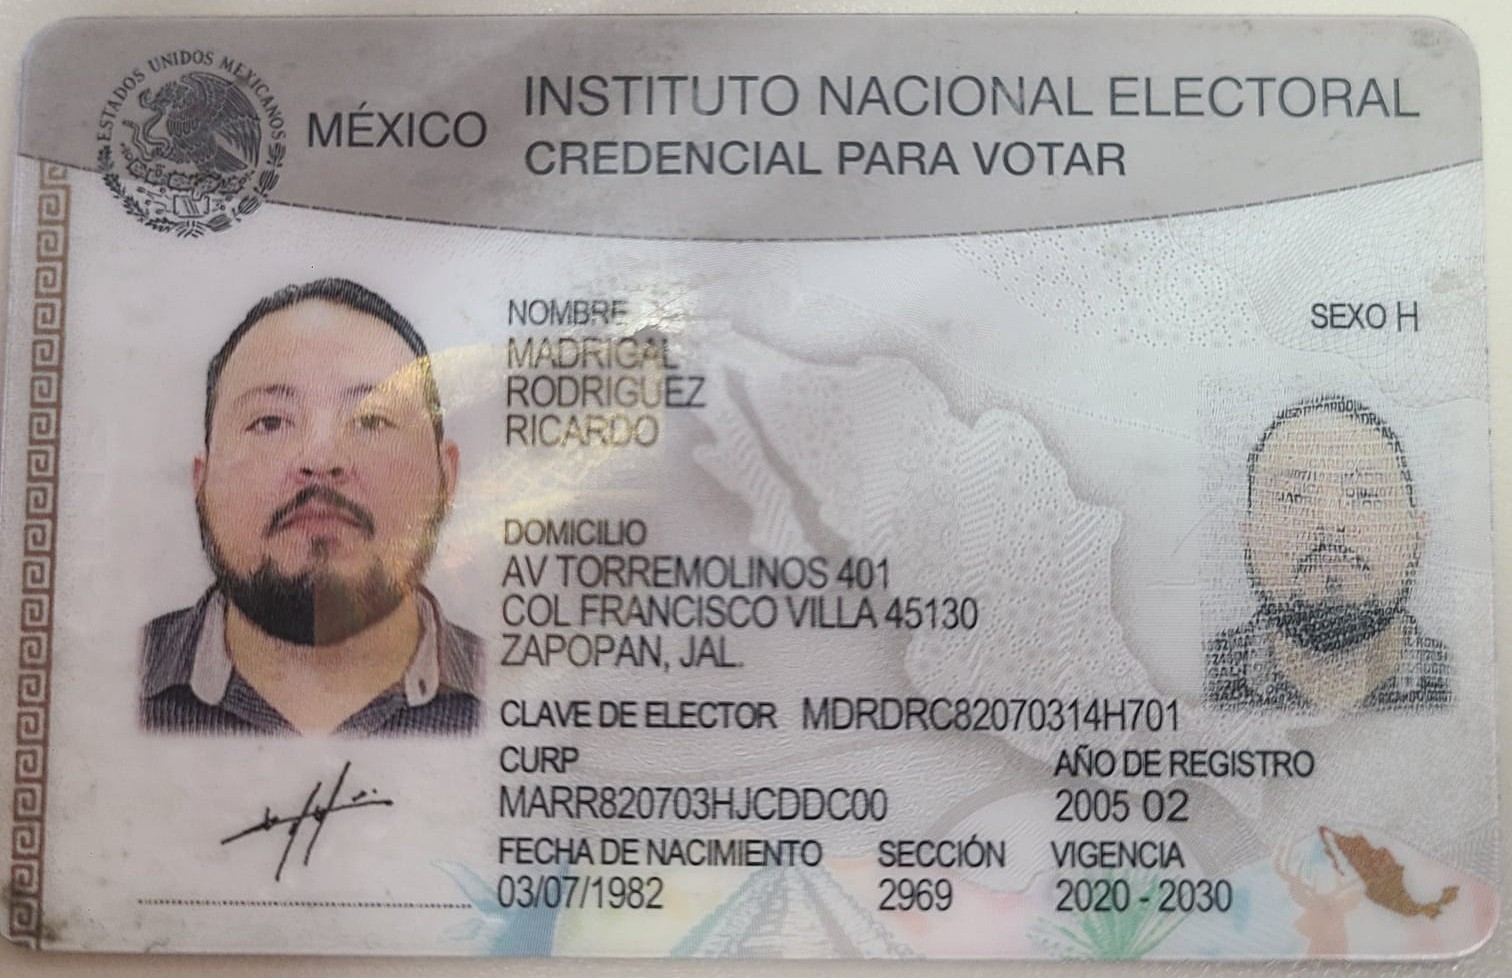 ESTADOS UNIDOS MEXICANOS
MÉXICO
INSTITUTO NACIONAL ELECTORAL
CREDENCIAL PARA VOTAR
NOMBRE
SEXO H
MADRIGAL
RODRIGUEZ
RICARDO
DOMICILIO
AV TORREMOLINOS 401
COL FRANCISCO VILLA 45130
ZAPOPAN, JAL.
CLAVE DE ELECTOR MDRDRC82070314H701
CURP
MARR820703HJCDDC00
AÑO DE REGISTRO
2005 02
FECHA DE NACIMIENTO
03/07/1982
SECCIÓN
2969
VIGENCIA
2020 - 2030